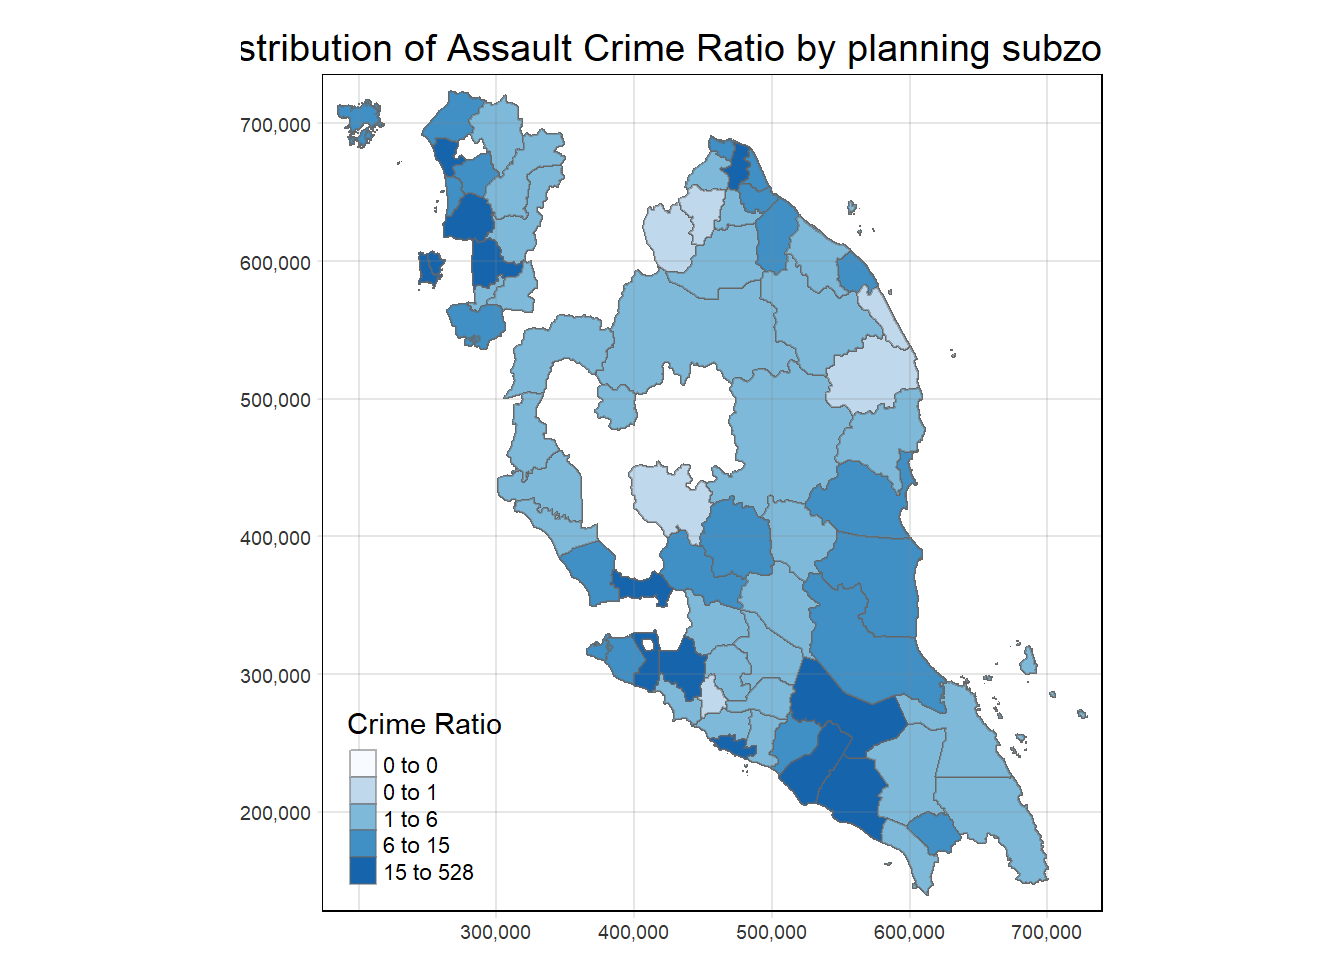 stribution of Assault Crime Ratio by planning subzo
700,000
600,000
500,000
400,000
300,000
200,000
Crime Ratio
0 to 0
0 to 1
1 to 6
6 to 15
15 to 528
300,000 400,000 500,000 600,000 700,000